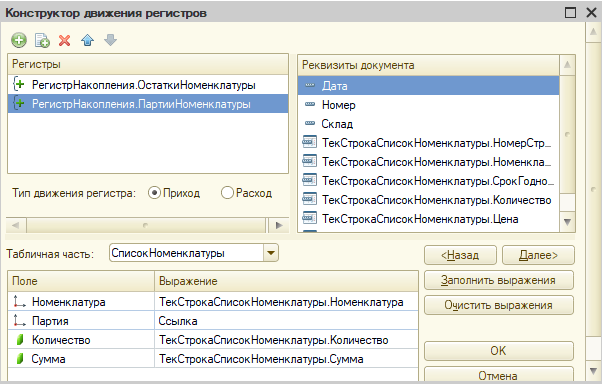 Конструктор движения регистров
Регистры
РегистрНакопления.ОстаткиНоменклатуры
РегистрНакопления.ПартииНоменклатуры
Тип движения регистра: Приход Расход
Реквизиты документа
Дата
Номер
Склад
ТекСтрокаСписокНоменклатуры.НомерСтр...
ТекСтрокаСписокНоменклатуры.Номенкла...
ТекСтрокаСписокНоменклатуры.СрокГодно...
ТекСтрокаСписокНоменклатуры.Количество
ТекСтрокаСписокНоменклатуры.Цена
Табличная часть: СписокНоменклатуры
<Назад Далее>
Заполнить выражения
Очистить выражения
OK
Отмена
Поле Выражение
Номенклатура ТекСтрокаСписокНоменклатуры.Номенклатура
Партия Ссылка
Количество ТекСтрокаСписокНоменклатуры.Количество
Сумма ТекСтрокаСписокНоменклатуры.Сумма